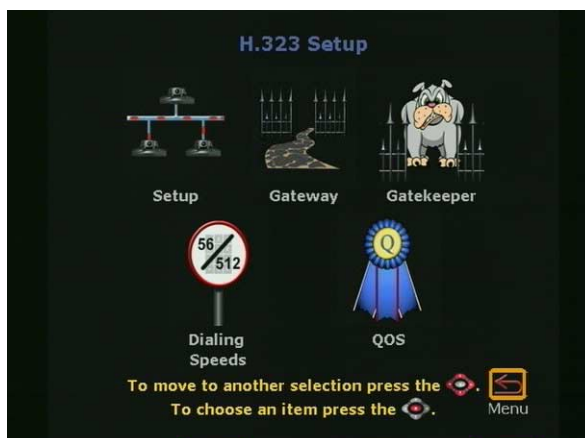 H.323 Setup
Setup
Gateway
Gatekeeper
56
512
Q
Dialing
Speeds
QOS
To move to another selection press the .
To choose an item press the .
Menu